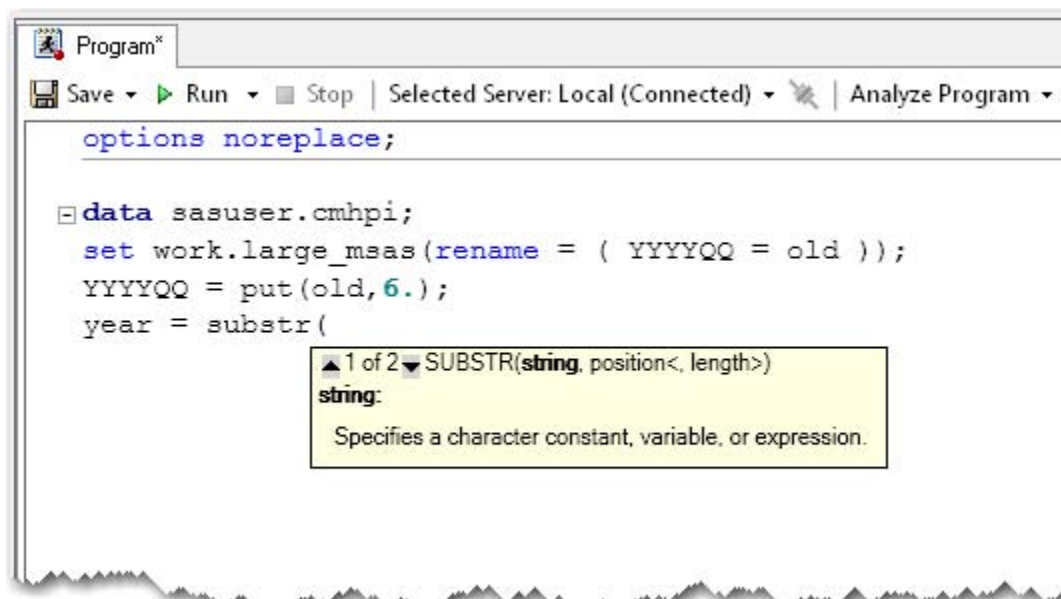 Program*
Save Run Stop | Selected Server: Local (Connected) | Analyze Program
options noreplace;
data sasuser.cmhpi;
set work.large_msas(rename = ( YYYYQQ = old ));
YYYYQQ = put(old,6.);
year = substr(
1 of 2 SUBSTR(string, position<, length>)
string:
Specifies a character constant, variable, or expression.